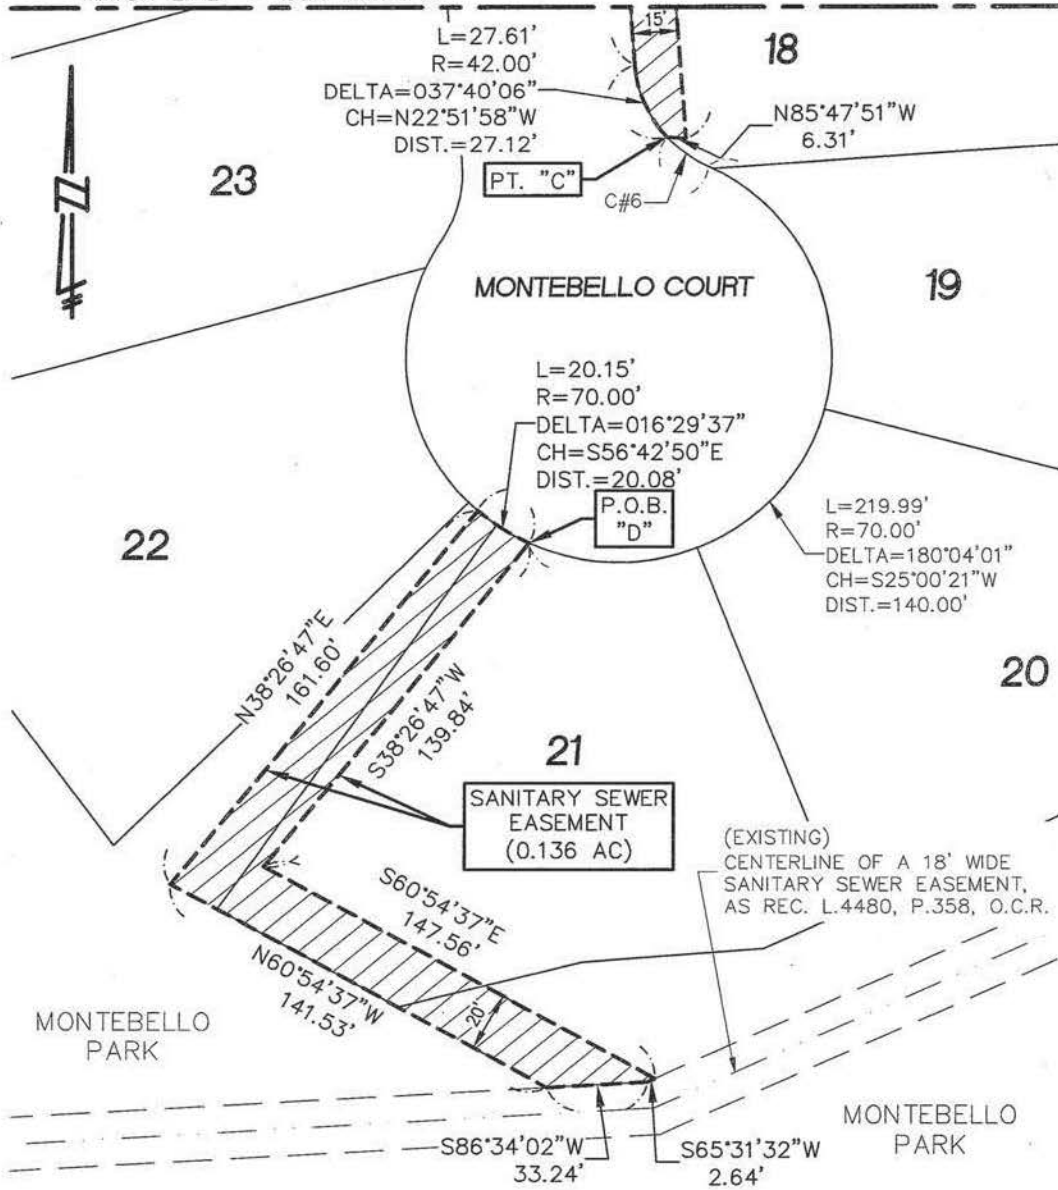 L=27.61'
R=42.00'
DELTA=037°40'06"
CH=N22°51'58"W
DIST.=27.12'
15'
18
N85°47'51"W
6.31'
PT. "C"
C#6
23
N
MONTEBELLO COURT
19
L=20.15'
R=70.00'
DELTA=016°29'37"
CH=S56°42'50"E
DIST.=20.08'
P.O.B.
"D"
L=219.99'
R=70.00'
DELTA=180°04'01"
CH=S25°00'21"W
DIST.=140.00'
22
N38°26'47"E
161.60'
S38°26'47"W
139.84'
20
21
SANITARY SEWER
EASEMENT
(0.136 AC)
(EXISTING)
CENTERLINE OF A 18' WIDE
SANITARY SEWER EASEMENT,
AS REC. L.4480, P.358, O.C.R.
S60°54'37"E
147.56'
N60°54'37"W
141.53'
20'
MONTEBELLO
PARK
MONTEBELLO
PARK
S86°34'02"W
33.24'
S65°31'32"W
2.64'